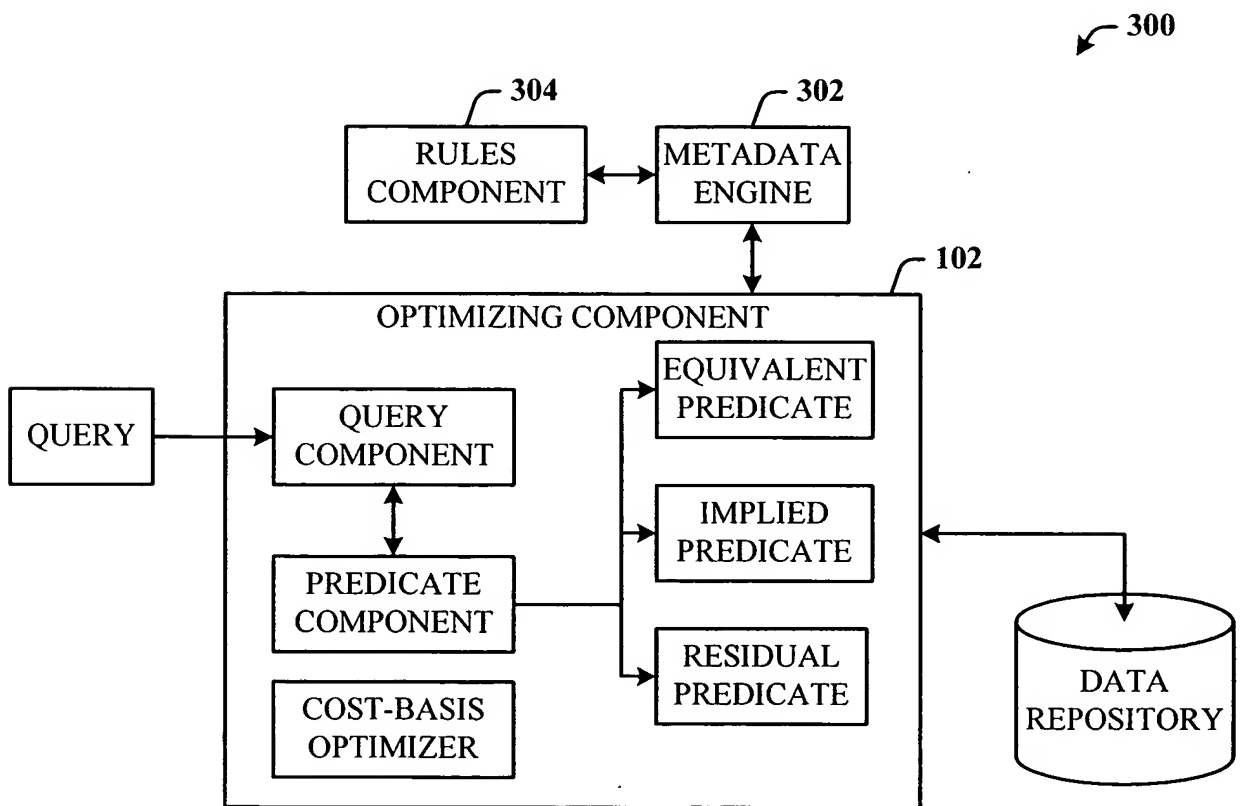 300
304
302
RULES
COMPONENT
METADATA
ENGINE
102
OPTIMIZING COMPONENT
QUERY
QUERY
COMPONENT
EQUIVALENT
PREDICATE
IMPLIED
PREDICATE
PREDICATE
COMPONENT
RESIDUAL
PREDICATE
COST-BASIS
OPTIMIZER
DATA
REPOSITORY